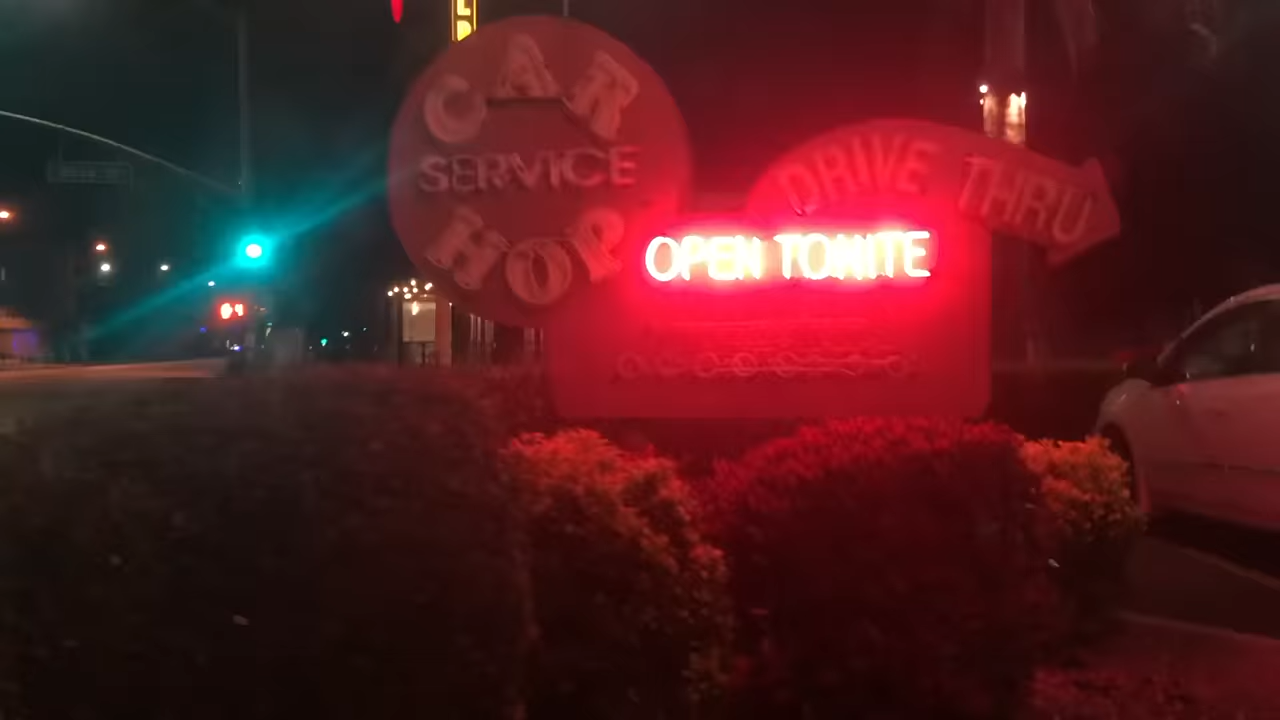 CAR
SERVICE
HOP
DRIVE THRU
OPEN TONITE